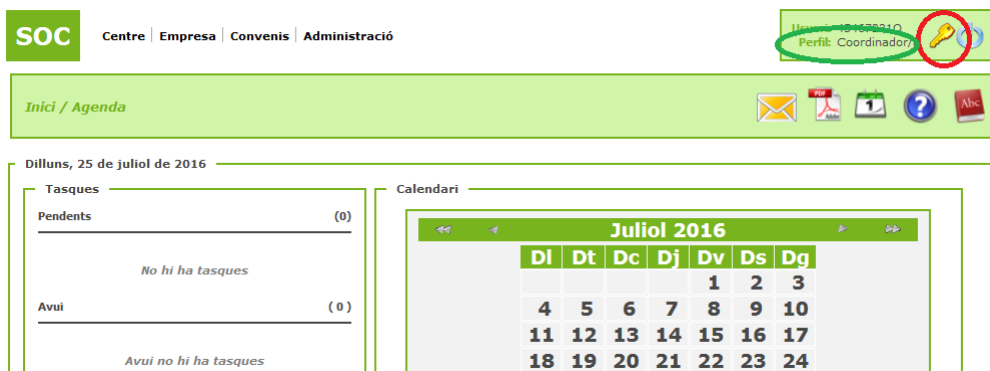 SOC
Centre Empresa Convenis Administració
Perfil: Coordinador/
Inici / Agenda
PDF
Adobe
1
?
Abc
Dilluns, 25 de juliol de 2016
Tasques
Pendents (0)
No hi ha tasques
Avui (0)
Avui no hi ha tasques
Calendari
Juliol 2016
Dl Dt Dc Dj Dv Ds Dg
1 2 3
4 5 6 7 8 9 10
11 12 13 14 15 16 17
18 19 20 21 22 23 24